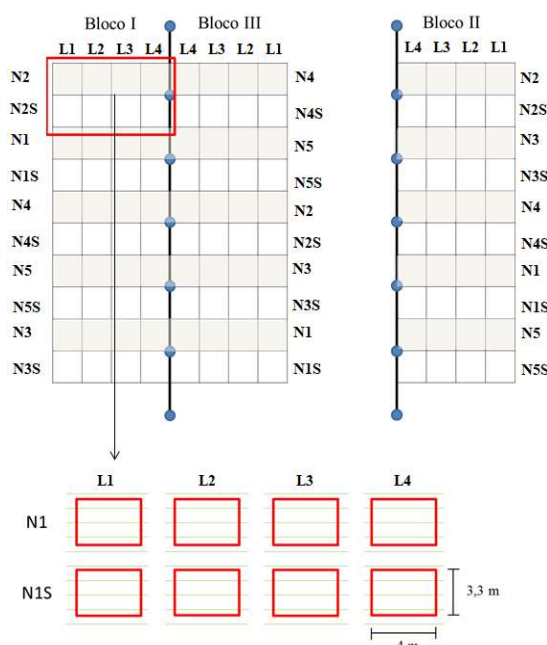 Bloco I Bloco III Bloco II
L1 L2 L3 L4 L4 L3 L2 L1 L4 L3 L2 L1
N2 N4 N2
N2S N4S N2S
N1 N5 N3
N1S N5S N3S
N4 N2 N4
N4S N2S N4S
N5 N3 N1
N5S N3S N1S
N3 N1 N5
N3S N1S N5S
L1 L2 L3 L4
N1
N1S 3,3 m
4 m